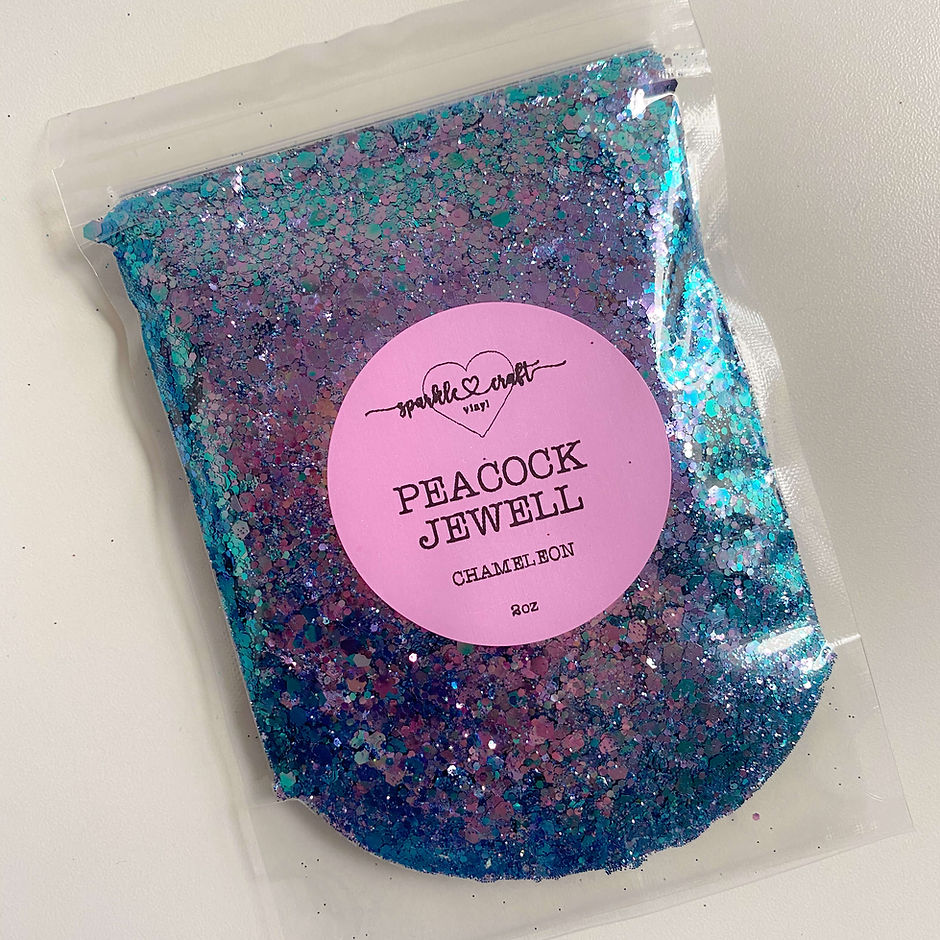 sparkle craft
vinyl
PEACOCK
JEWELL
CHAMELEON
2oz